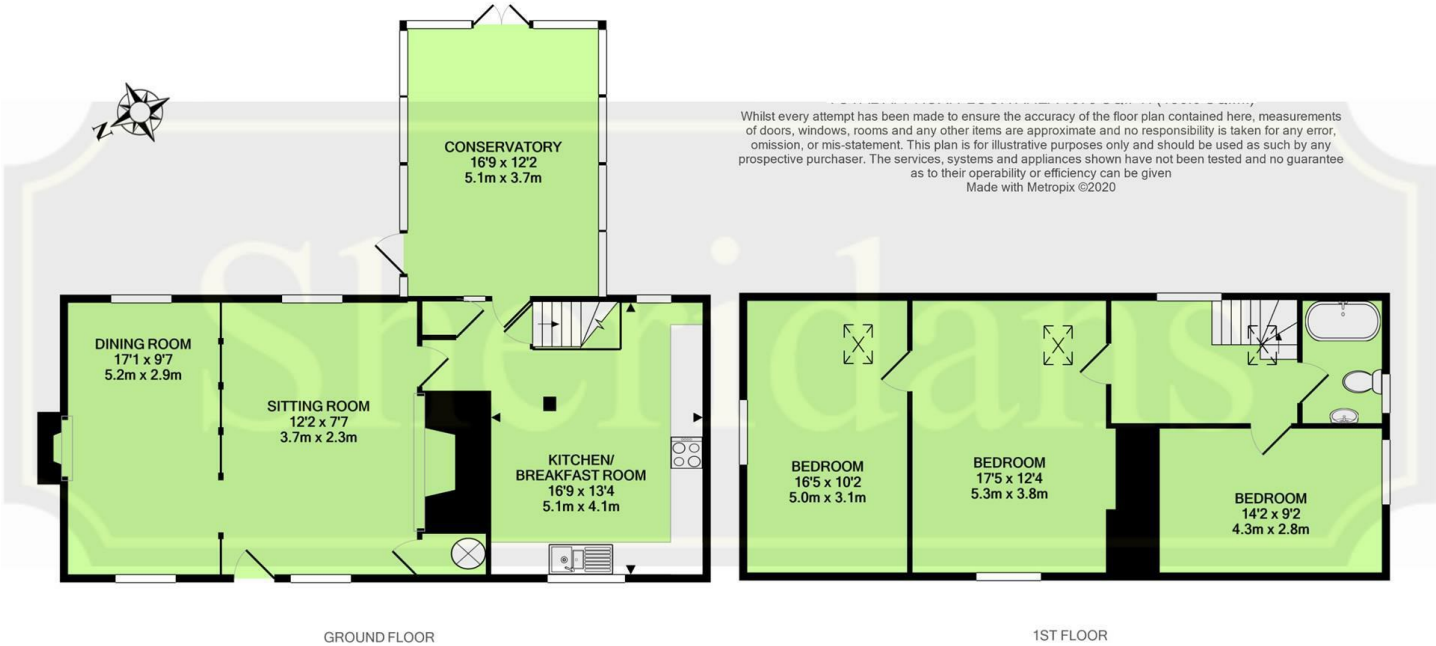 CONSERVATORY
16'9 x 12'2
5.1m x 3.7m
Whilst every attempt has been made to ensure the accuracy of the floor plan contained here, measurements
of doors, windows, rooms and any other items are approximate and no responsibility is taken for any error,
omission, or mis-statement. This plan is for illustrative purposes only and should be used as such by any
prospective purchaser. The services, systems and appliances shown have not been tested and no guarantee
as to their operability or efficiency can be given
Made with Metropix ©2020
N
Sheridans
DINING ROOM
17'1 x 9'7
5.2m x 2.9m
SITTING ROOM
12'2 x 7'7
3.7m x 2.3m
KITCHEN/
BREAKFAST ROOM
16'9 x 13'4
5.1m x 4.1m
BEDROOM
16'5 x 10'2
5.0m x 3.1m
BEDROOM
17'5 x 12'4
5.3m x 3.8m
BEDROOM
14'2 x 9'2
4.3m x 2.8m
GROUND FLOOR
1ST FLOOR